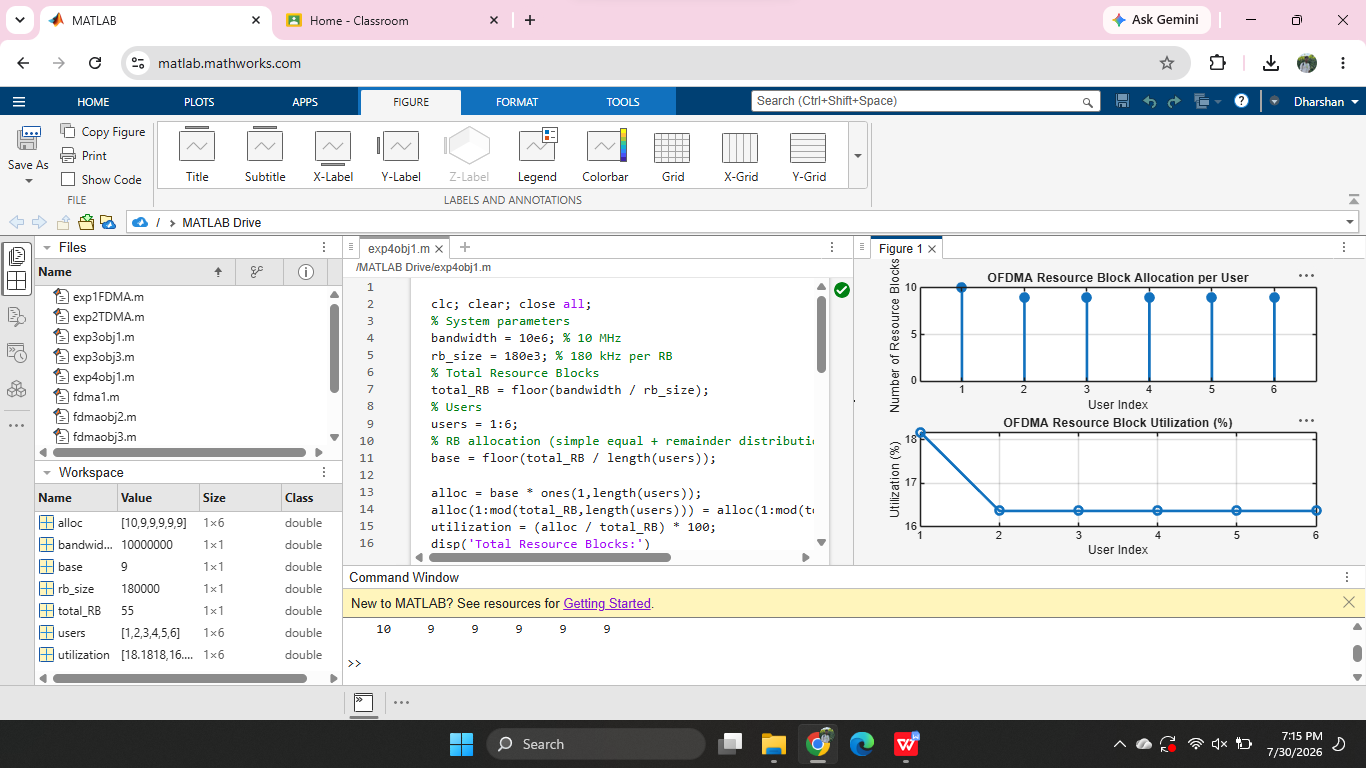 MATLAB
Home - Classroom
Ask Gemini
matlab.mathworks.com
HOME PLOTS APPS FIGURE FORMAT TOOLS
Search (Ctrl+Shift+Space)
Dharshan
Save As
Copy Figure
Print
Show Code
FILE
Title Subtitle X-Label Y-Label Z-Label Legend Colorbar Grid X-Grid Y-Grid
LABELS AND ANNOTATIONS
/ MATLAB Drive
Files
Name
exp1FDMA.m
exp2TDMA.m
exp3obj1.m
exp3obj3.m
exp4obj1.m
fdma1.m
fdmaobj2.m
fdmaobj3.m
Workspace
Name Value Size Class
alloc [10,9,9,9,9,9] 1×6 double
bandwid... 10000000 1×1 double
base 9 1×1 double
rb_size 180000 1×1 double
total_RB 55 1×1 double
users [1,2,3,4,5,6] 1×6 double
utilization [18.1818,16.... 1×6 double
exp4obj1.m
/MATLAB Drive/exp4obj1.m
1
2 clc; clear; close all;
3 % System parameters
4 bandwidth = 10e6; % 10 MHz
5 rb_size = 180e3; % 180 kHz per RB
6 % Total Resource Blocks
7 total_RB = floor(bandwidth / rb_size);
8 % Users
9 users = 1:6;
10 % RB allocation (simple equal + remainder distributi
11 base = floor(total_RB / length(users));
12
13 alloc = base * ones(1,length(users));
14 alloc(1:mod(total_RB,length(users))) = alloc(1:mod(to
15 utilization = (alloc / total_RB) * 100;
16 disp('Total Resource Blocks:')
Figure 1
OFDMA Resource Block Allocation per User
Number of Resource Blocks
10
5
0
1 2 3 4 5 6
User Index
OFDMA Resource Block Utilization (%)
Utilization (%)
18
17
16
1 2 3 4 5 6
User Index
Command Window
New to MATLAB? See resources for Getting Started.
10 9 9 9 9 9
>>
Search
7:15 PM
7/30/2026